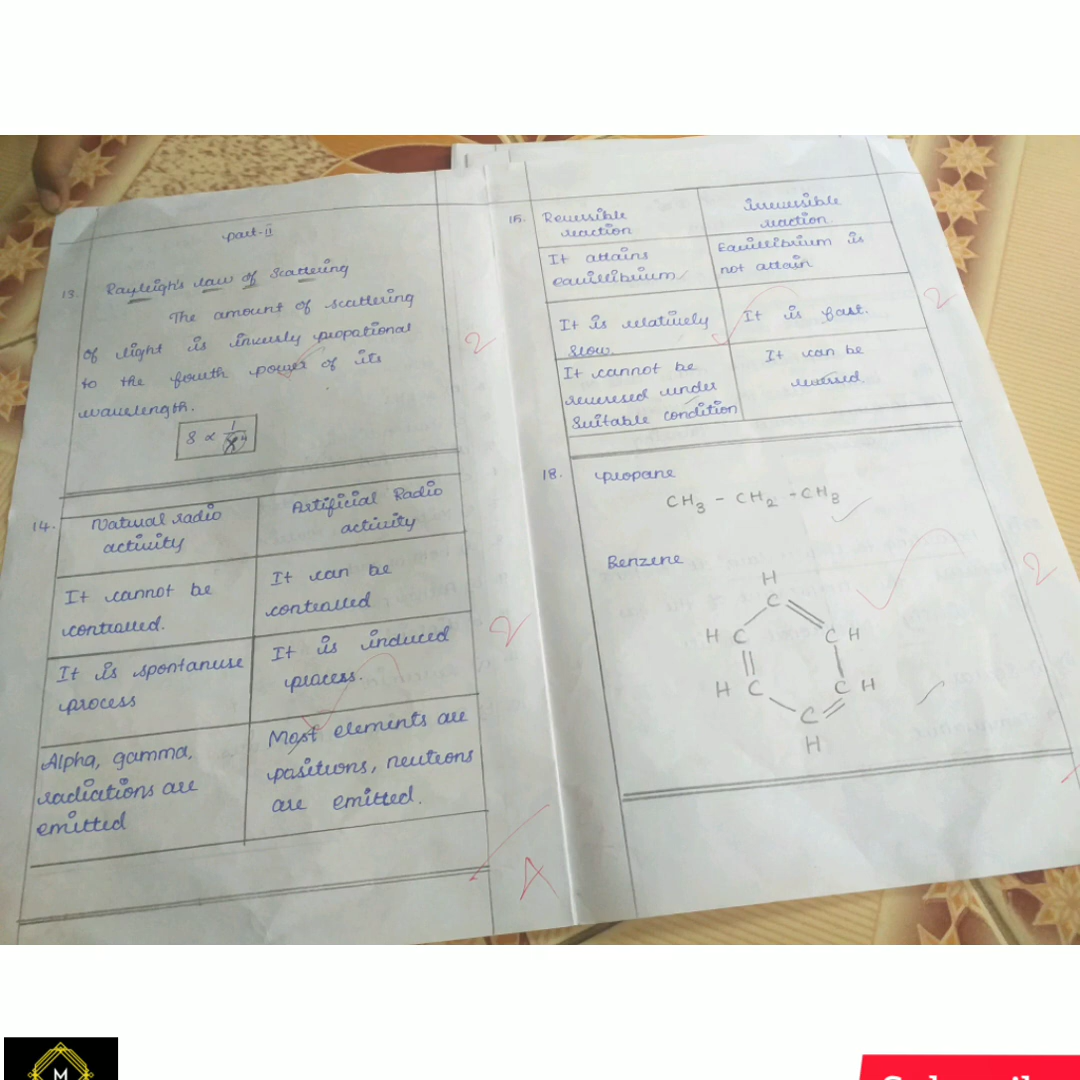 part-ii
13. Rayleigh's law of Scattering
The amount of scattering
of light is inversly propational
to the fourth power of its
wavelength.
S ∝ 1/λ⁴
2
14. Natural radio
activity
Artificial Radio
activity
It cannot be
controlled.
It can be
controlled
It is spontanuse
process
It is induced
process.
2
Alpha, gamma,
radiations are
emitted
Most elements are
positrons, neutrons
are emitted.
A
15. Reversible
reaction
Irreversible
reaction.
It attains
equilibrium
Equilibrium is
not attain
It is relatively
slow.
It is fast.
2
It cannot be
reveresed under
Suitable condition
It can be
reversed.
18. propane
CH3 - CH2 - CH3
Benzene
H
C
H C
C H
H C
C H
C
H
2
M